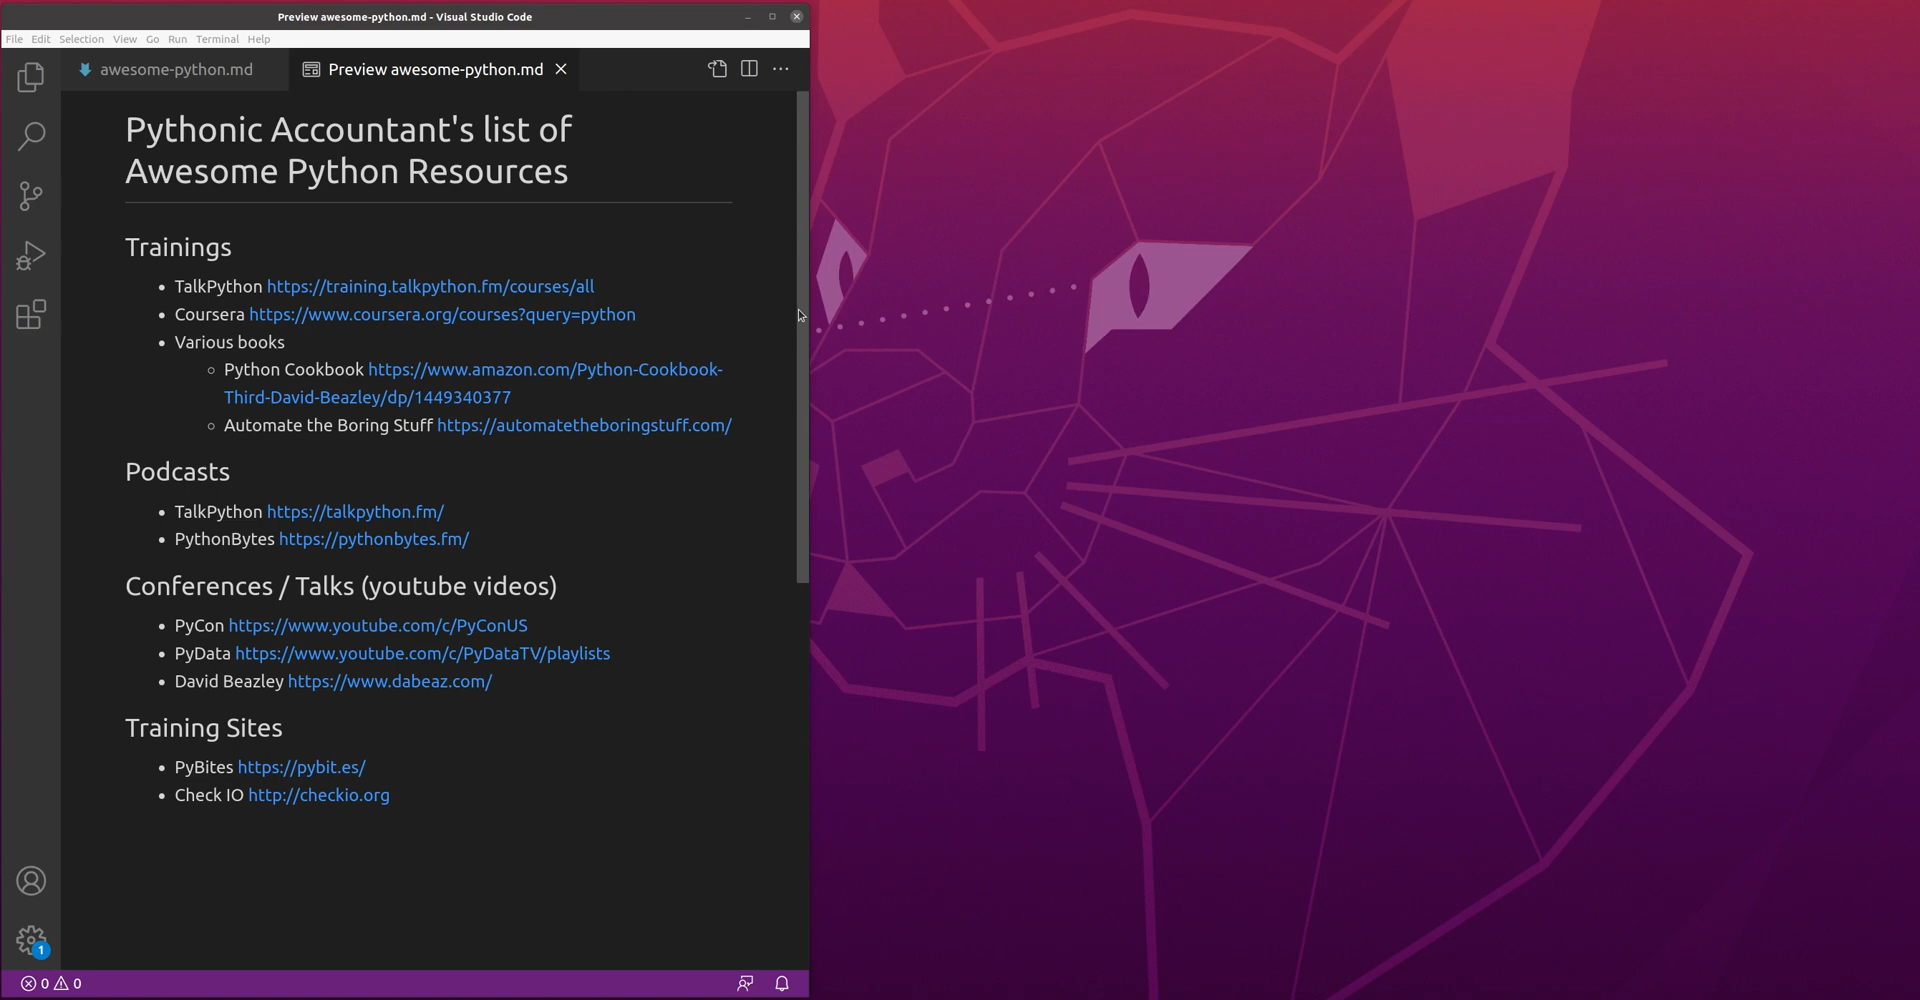 Preview awesome-python.md - Visual Studio Code
File Edit Selection View Go Run Terminal Help
awesome-python.md Preview awesome-python.md
Pythonic Accountant's list of
Awesome Python Resources
Trainings
TalkPython https://training.talkpython.fm/courses/all
Coursera https://www.coursera.org/courses?query=python
Various books
Python Cookbook https://www.amazon.com/Python-Cookbook-
Third-David-Beazley/dp/1449340377
Automate the Boring Stuff https://automatetheboringstuff.com/
Podcasts
TalkPython https://talkpython.fm/
PythonBytes https://pythonbytes.fm/
Conferences / Talks (youtube videos)
PyCon https://www.youtube.com/c/PyConUS
PyData https://www.youtube.com/c/PyDataTV/playlists
David Beazley https://www.dabeaz.com/
Training Sites
PyBites https://pybit.es/
Check IO http://checkio.org
1
0 0